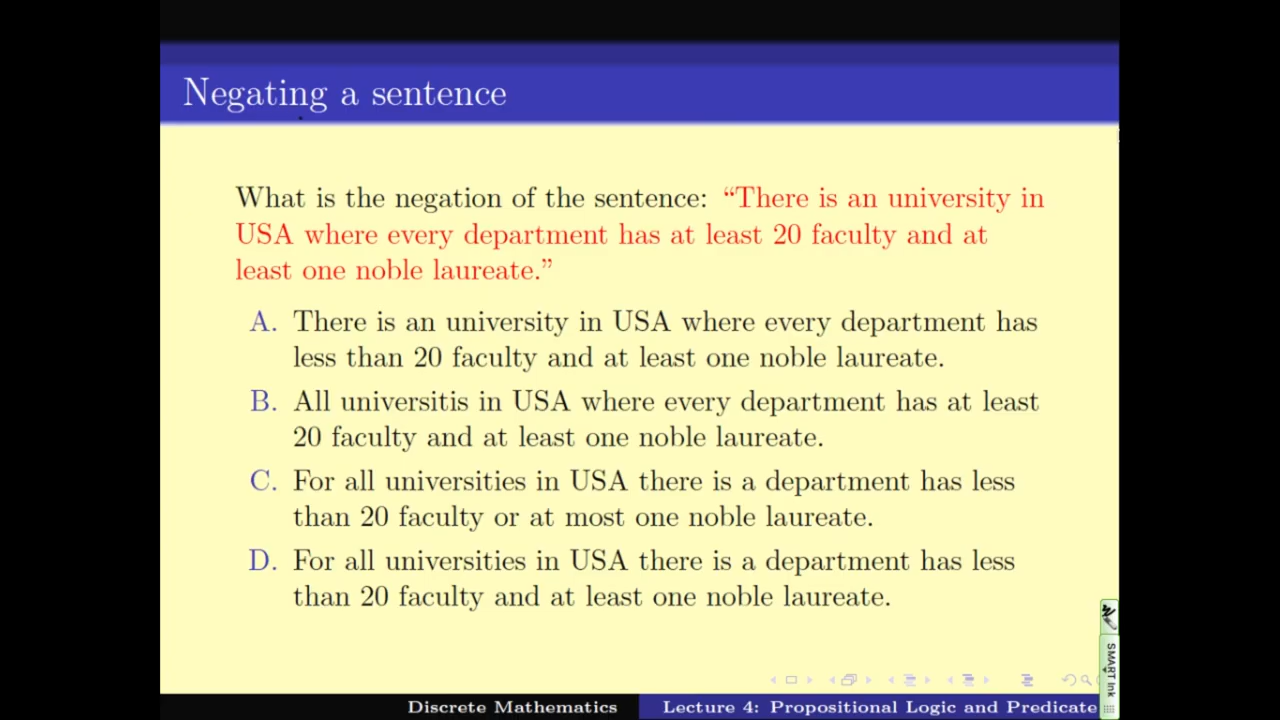 Negating a sentence
What is the negation of the sentence: “There is an university in
USA where every department has at least 20 faculty and at
least one noble laureate.”
A. There is an university in USA where every department has
less than 20 faculty and at least one noble laureate.
B. All universitis in USA where every department has at least
20 faculty and at least one noble laureate.
C. For all universities in USA there is a department has less
than 20 faculty or at most one noble laureate.
D. For all universities in USA there is a department has less
than 20 faculty and at least one noble laureate.
SMART Ink
Discrete Mathematics
Lecture 4: Propositional Logic and Predicate